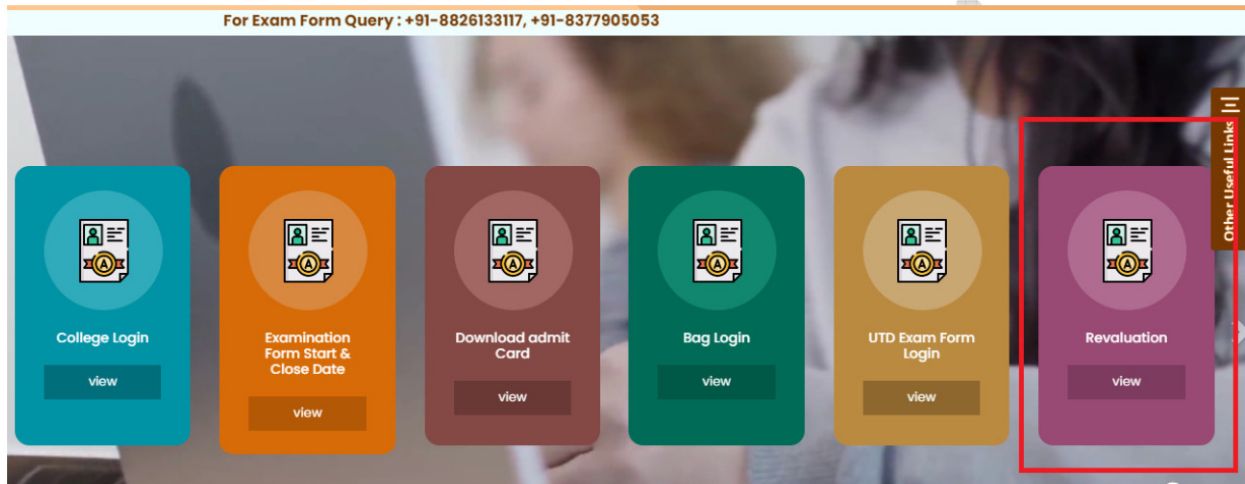 For Exam Form Query : +91-8826133117, +91-8377905053
Other Useful Links
College Login
view
Examination
Form Start &
Close Date
view
Download admit
Card
view
Bag Login
view
UTD Exam Form
Login
view
Revaluation
view
A
A
A
A
A
A